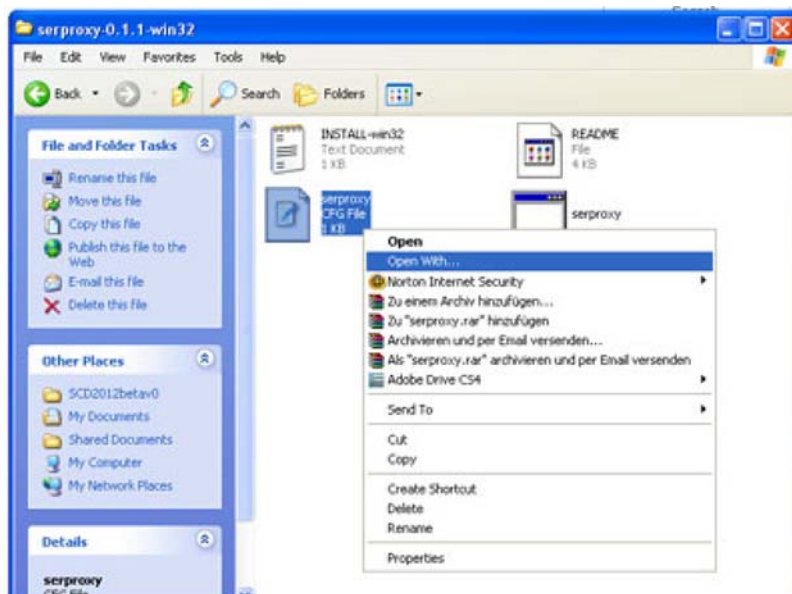 serproxy-0.1.1-win32
File Edit View Favorites Tools Help
Back Search Folders
File and Folder Tasks
Rename this file
Move this file
Copy this file
Publish this file to the
Web
E-mail this file
Delete this file
Other Places
SCD2012betav0
My Documents
Shared Documents
My Computer
My Network Places
Details
serproxy
CFG File
INSTALL-win32
Text Document
1 KB
README
File
4 KB
serproxy
CFG File
1 KB
serproxy
Open
Open With...
Norton Internet Security
Zu einem Archiv hinzufügen...
Zu "serproxy.rar" hinzufügen
Archivieren und per Email versenden...
Als "serproxy.rar" archivieren und per Email versenden
Adobe Drive CS4
Send To
Cut
Copy
Create Shortcut
Delete
Rename
Properties